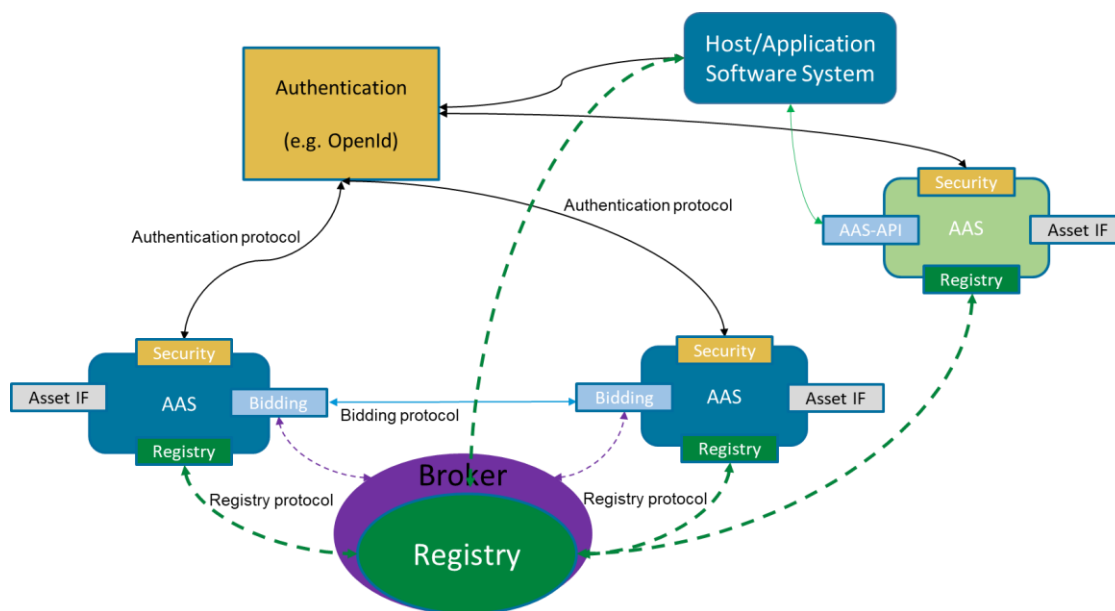 Host/Application
Software System
Authentication
(e.g. OpenId)
Security
AAS-API
AAS
Asset IF
Registry
Authentication protocol
Authentication protocol
Security
Asset IF
AAS
Bidding
Registry
Bidding protocol
Security
Bidding
AAS
Asset IF
Registry
Broker
Registry protocol
Registry protocol
Registry